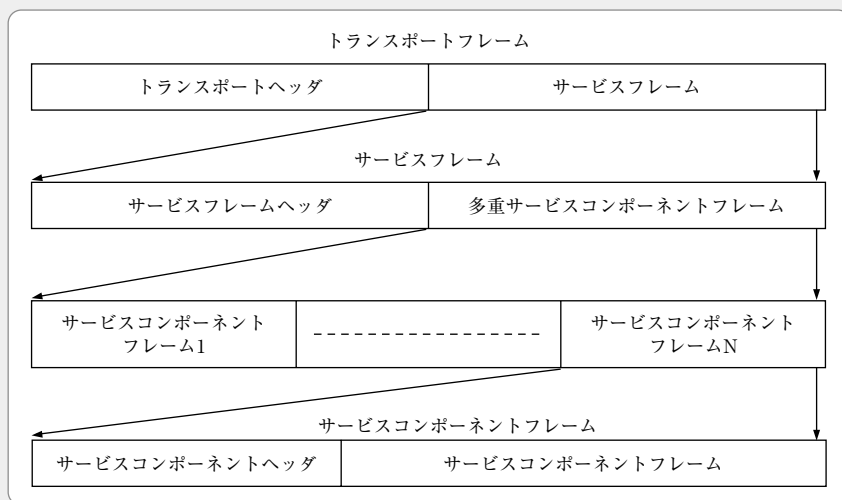 トランスポートフレーム
トランスポートヘッダ
サービスフレーム
サービスフレーム
サービスフレームヘッダ
多重サービスコンポーネントフレーム
サービスコンポーネント
フレーム1
サービスコンポーネント
フレームN
サービスコンポーネントフレーム
サービスコンポーネントヘッダ
サービスコンポーネントフレーム